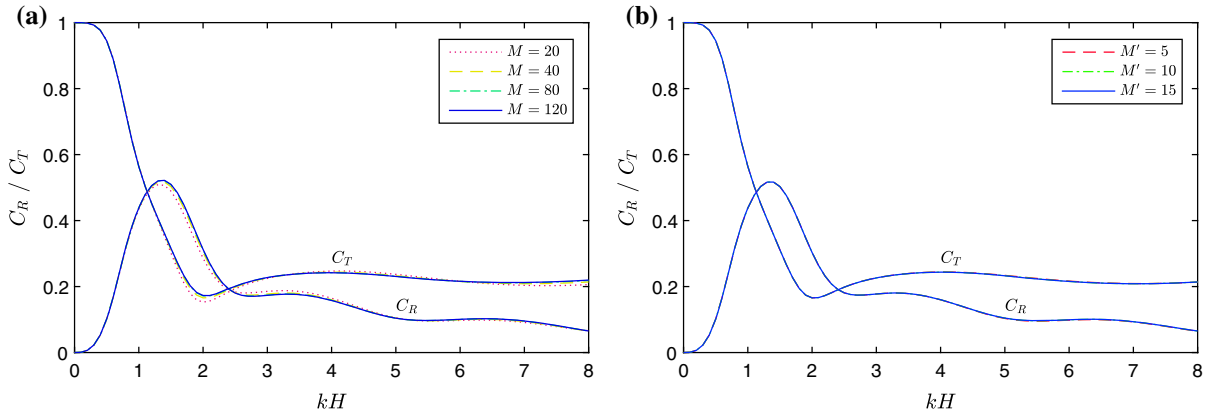 (a)
1
0.8
0.6
0.4
0.2
0
C_R / C_T
M = 20
M = 40
M = 80
M = 120
C_T
C_R
0 1 2 3 4 5 6 7 8
kH
(b)
1
0.8
0.6
0.4
0.2
0
M' = 5
M' = 10
M' = 15
C_T
C_R
0 1 2 3 4 5 6 7 8
kH